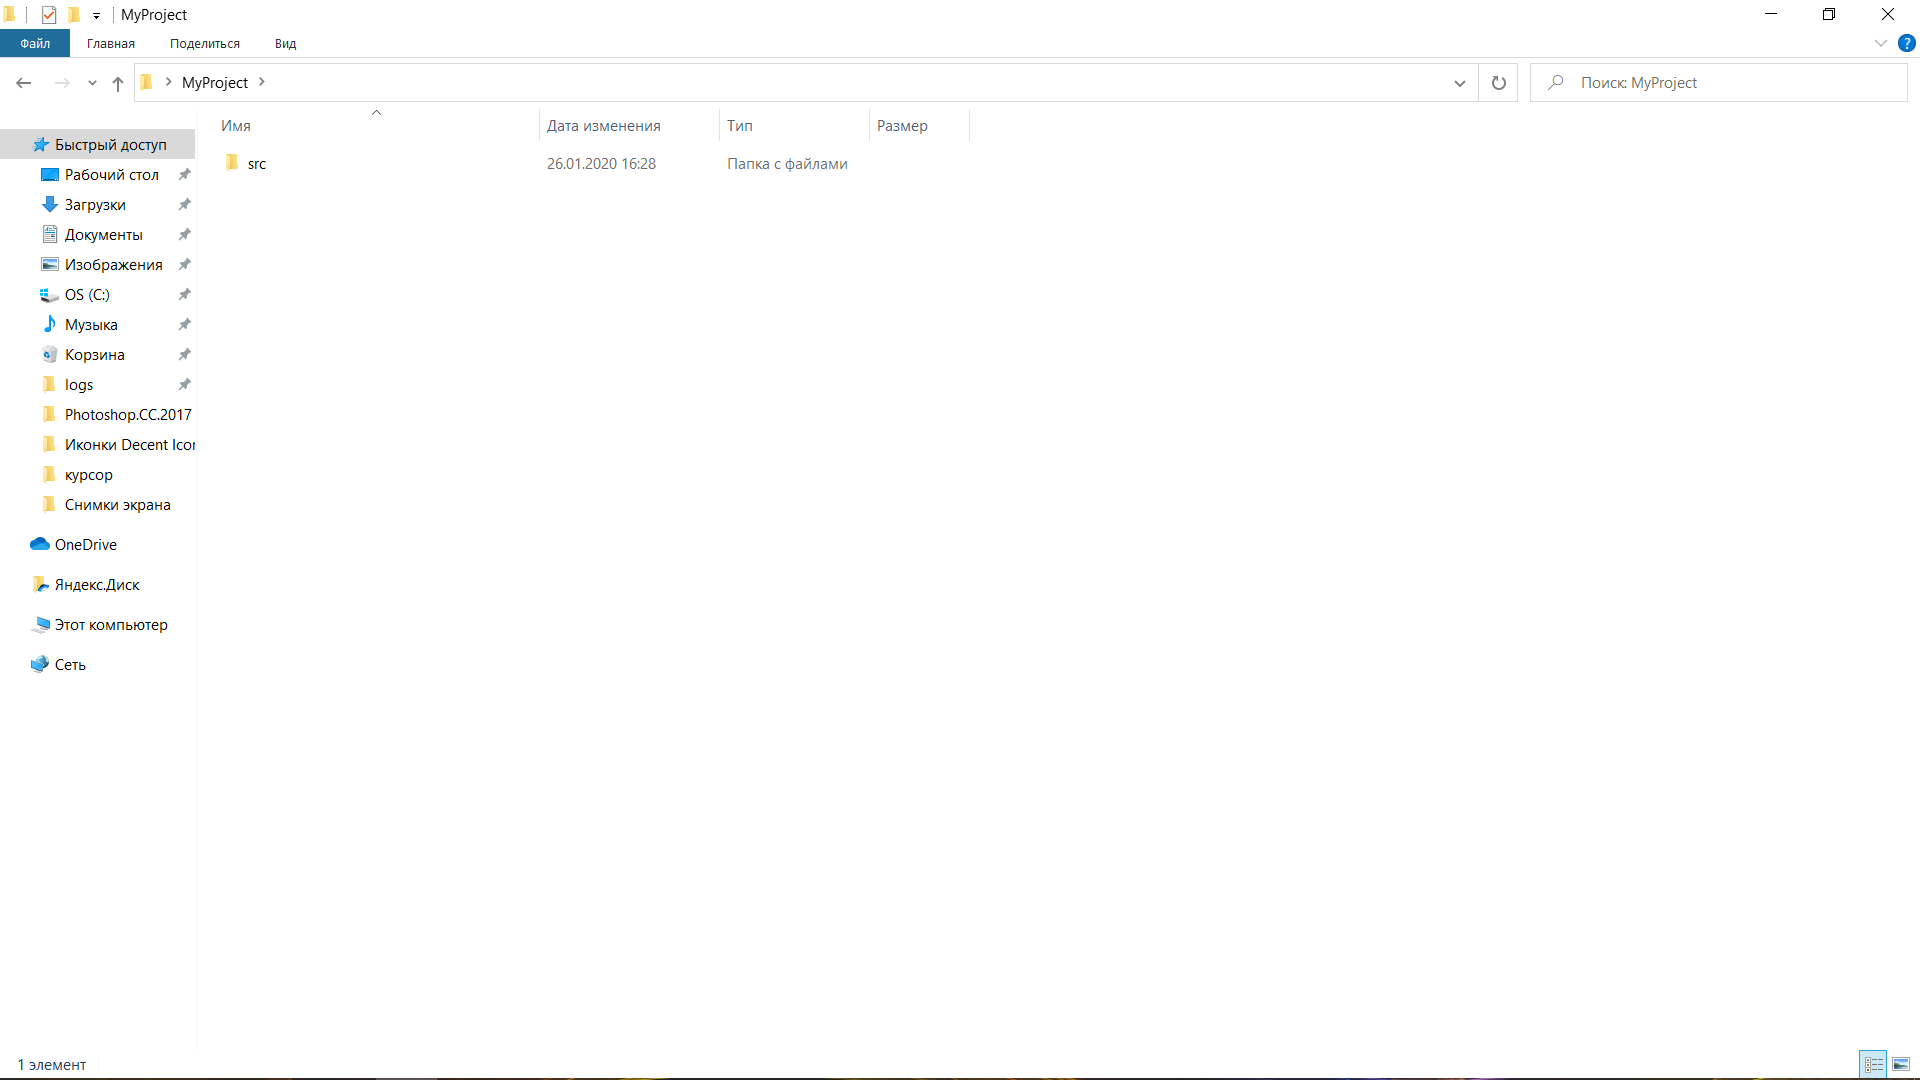 MyProject
Файл Главная Поделиться Вид
MyProject
Поиск: MyProject
Имя Дата изменения Тип Размер
src 26.01.2020 16:28 Папка с файлами
Быстрый доступ
Рабочий стол
Загрузки
Документы
Изображения
OS (C:)
Музыка
Корзина
logs
Photoshop.CC.2017
Иконки Decent Icon
курсор
Снимки экрана
OneDrive
Яндекс.Диск
Этот компьютер
Сеть
1 элемент